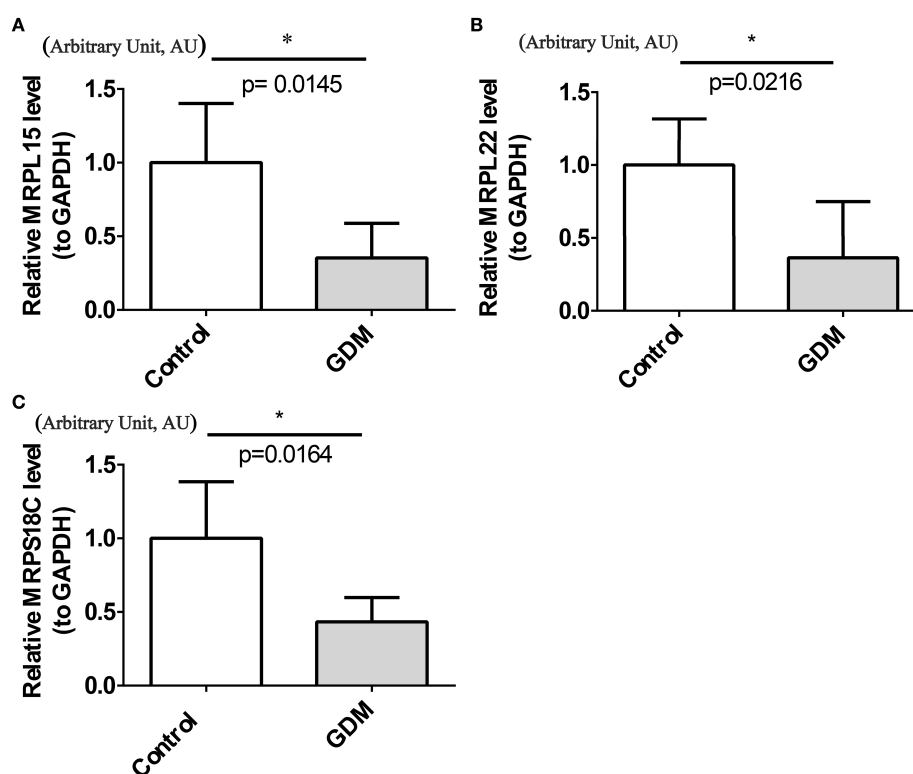 A
(Arbitrary Unit, AU)
*
p= 0.0145
Relative MRPL15 level
(to GAPDH)
1.5
1.0
0.5
0.0
Control
GDM
B
(Arbitrary Unit, AU)
*
p=0.0216
Relative MRPL22 level
(to GAPDH)
1.5
1.0
0.5
0.0
Control
GDM
C
(Arbitrary Unit, AU)
*
p=0.0164
Relative MRPS18C level
(to GAPDH)
1.5
1.0
0.5
0.0
Control
GDM